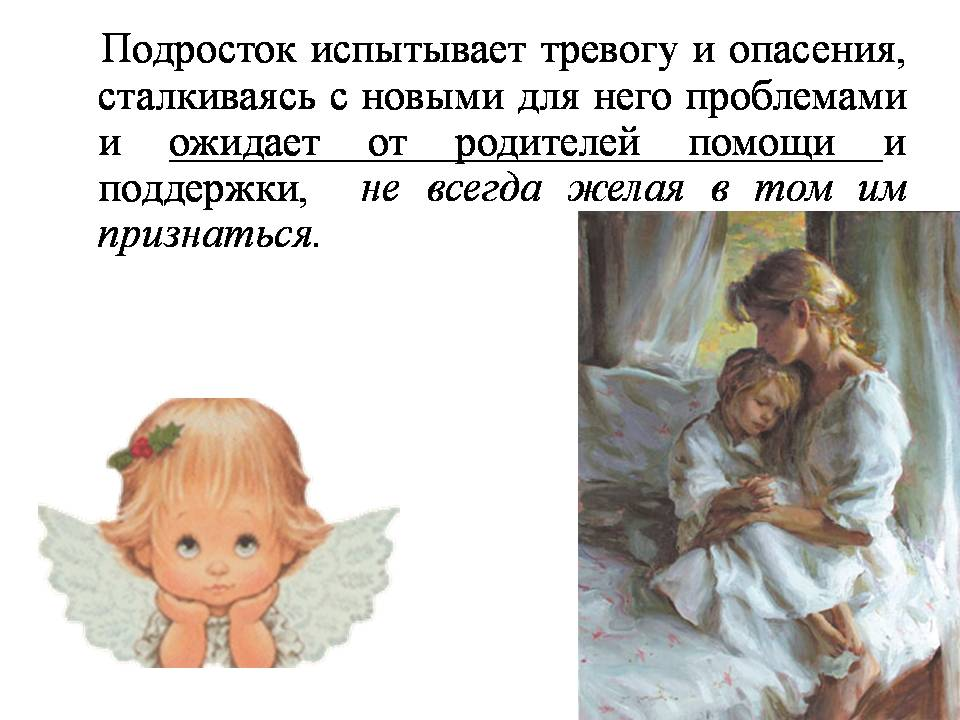 Подросток испытывает тревогу и опасения,
сталкиваясь с новыми для него проблемами
и ожидает от родителей помощи и
поддержки, не всегда желая в том им
признаться.